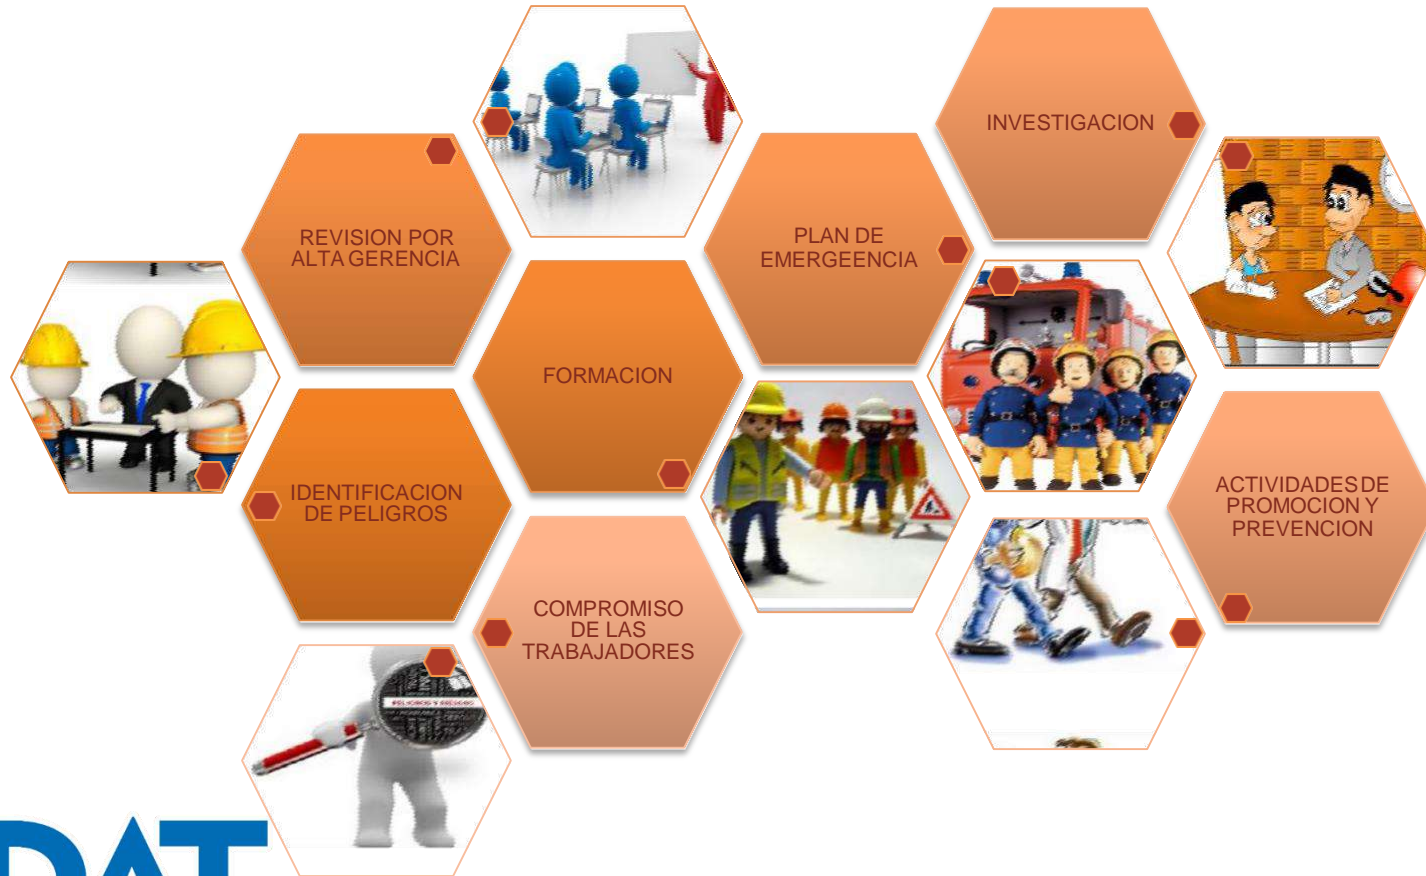 INVESTIGACION
REVISION POR
ALTA GERENCIA
PLAN DE
EMERGEENCIA
FORMACION
IDENTIFICACION
DE PELIGROS
ACTIVIDADES DE
PROMOCION Y
PREVENCION
COMPROMISO
DE LAS
TRABAJADORES